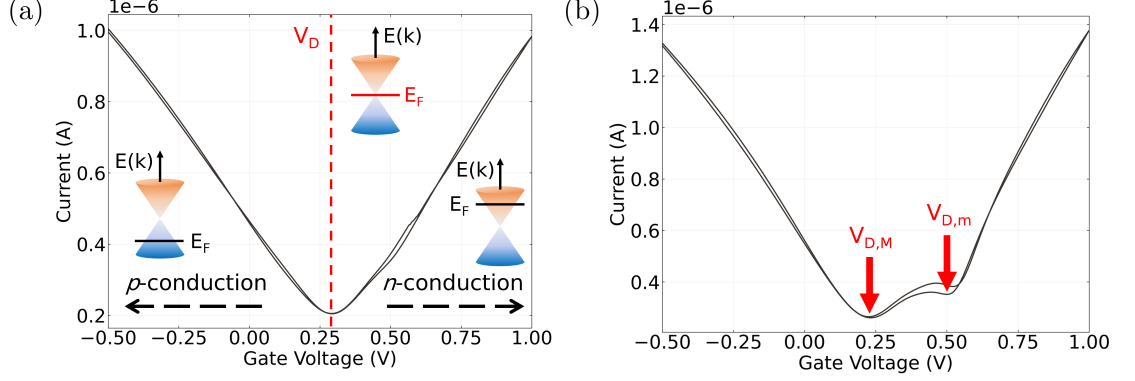 (a)
1e−6
Current (A)
1.0
0.8
0.6
0.4
0.2
V_D
E(k)
E_F
E(k)
E_F
E(k)
E_F
p-conduction
n-conduction
−0.50 −0.25 0.00 0.25 0.50 0.75 1.00
Gate Voltage (V)
(b)
1e−6
Current (A)
1.4
1.2
1.0
0.8
0.6
0.4
V_D,M
V_D,m
−0.50 −0.25 0.00 0.25 0.50 0.75 1.00
Gate Voltage (V)